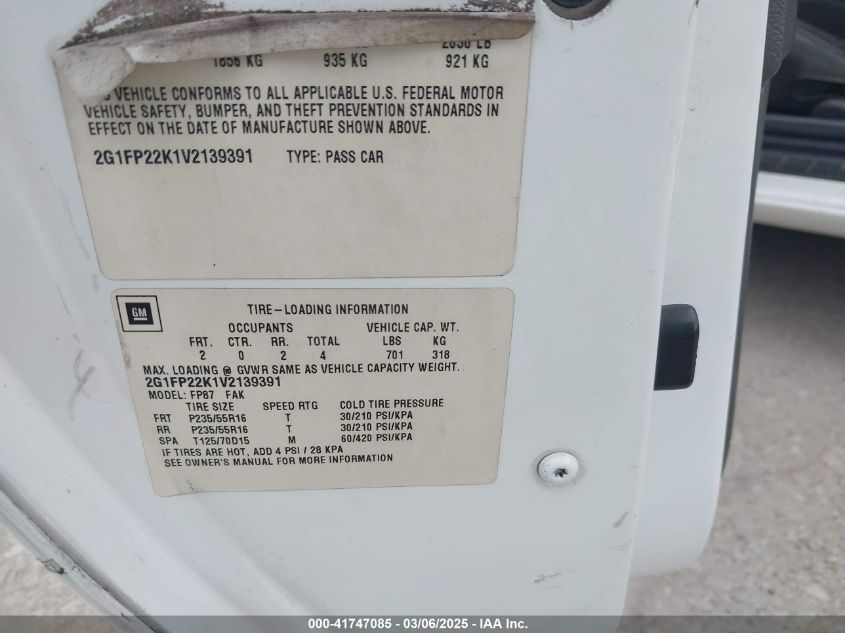 1856 KG 935 KG 921 KG
VEHICLE CONFORMS TO ALL APPLICABLE U.S. FEDERAL MOTOR
VEHICLE SAFETY, BUMPER, AND THEFT PREVENTION STANDARDS IN
EFFECT ON THE DATE OF MANUFACTURE SHOWN ABOVE.
2G1FP22K1V2139391 TYPE: PASS CAR
GM
TIRE-LOADING INFORMATION
OCCUPANTS VEHICLE CAP. WT.
FRT. CTR. RR. TOTAL LBS KG
2 0 2 4 701 318
MAX. LOADING @ GVWR SAME AS VEHICLE CAPACITY WEIGHT.
2G1FP22K1V2139391
MODEL: FP87 FAK
TIRE SIZE SPEED RTG COLD TIRE PRESSURE
FRT P235/55R16 T 30/210 PSI/KPA
RR P235/55R16 T 30/210 PSI/KPA
SPA T125/70D15 M 60/420 PSI/KPA
IF TIRES ARE HOT, ADD 4 PSI / 28 KPA
SEE OWNER'S MANUAL FOR MORE INFORMATION
000-41747085 - 03/06/2025 - IAA Inc.